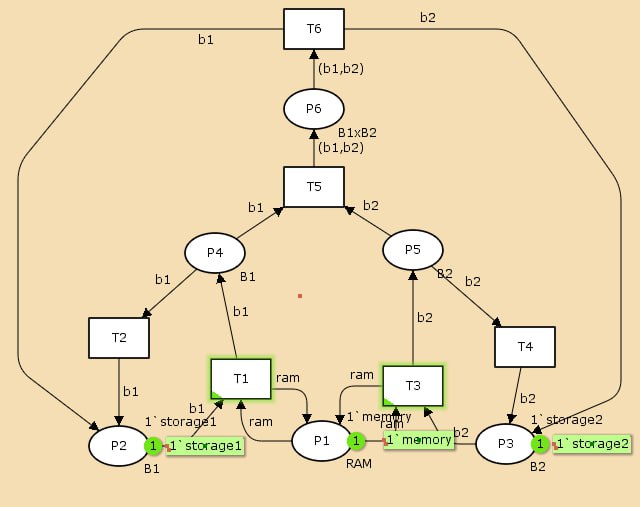 T6
b1
b2
(b1,b2)
P6
B1xB2
(b1,b2)
T5
b1
b2
P4
P5
B1
B2
b1
b2
b1
b2
T2
T1
T3
T4
ram
ram
b1
b2
b1
1`storage1
ram
1`memory
ram
b2
1`storage2
P2
1
1`storage1
P1
1
1`memory
P3
1
1`storage2
B1
RAM
B2